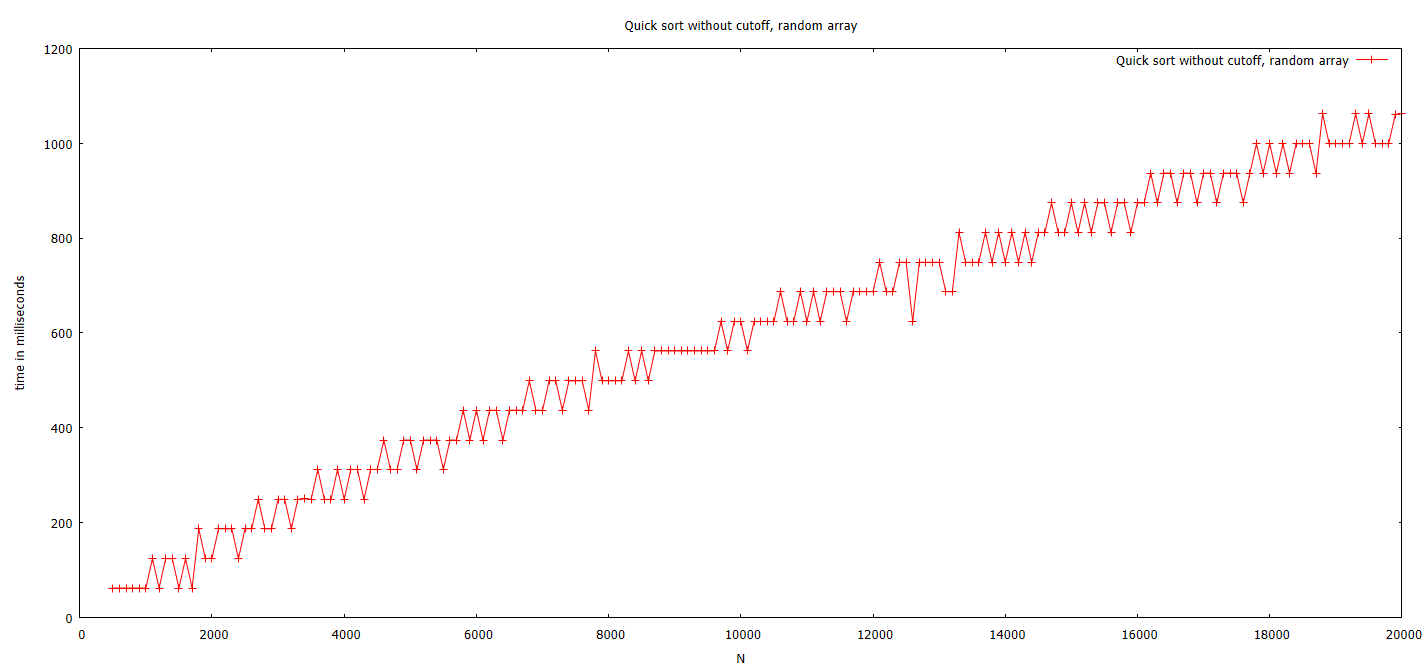 Quick sort without cutoff, random array
1200
Quick sort without cutoff, random array
1000
800
600
400
200
0
time in milliseconds
0 2000 4000 6000 8000 10000 12000 14000 16000 18000 20000
N